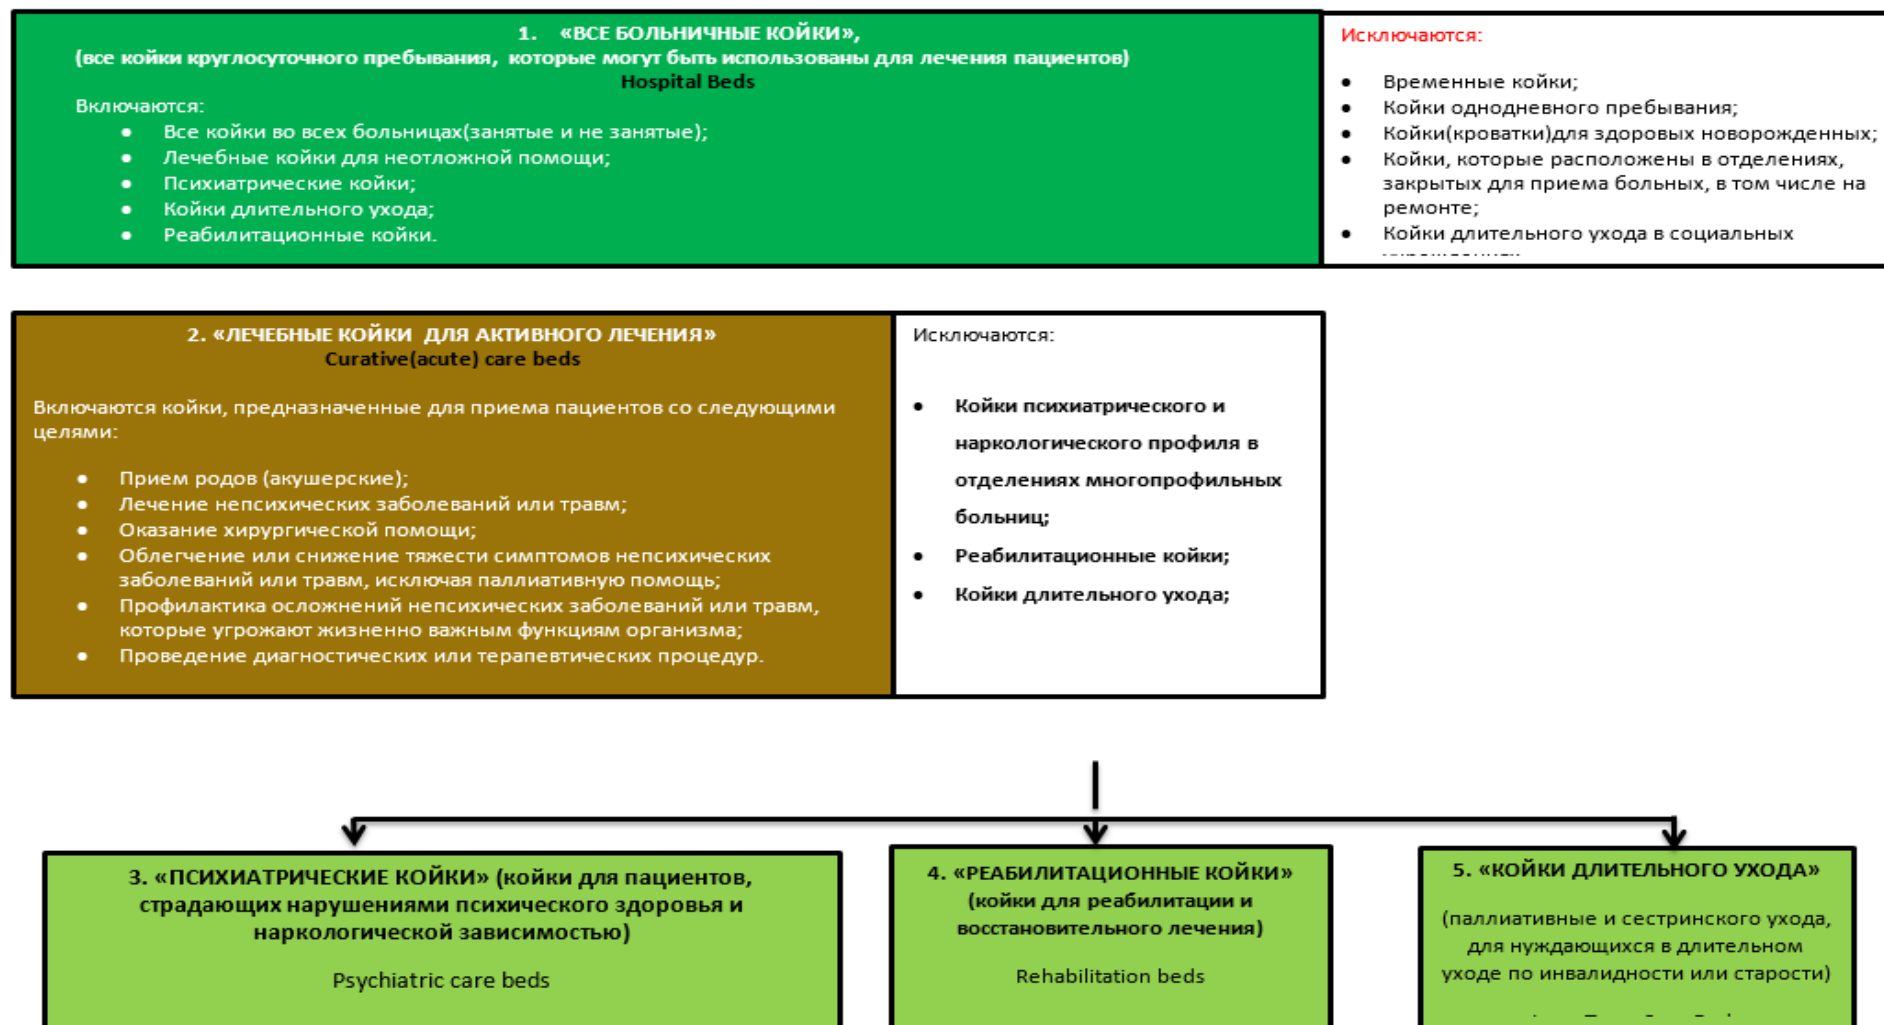 1. «ВСЕ БОЛЬНИЧНЫЕ КОЙКИ»,
(все койки круглосуточного пребывания, которые могут быть использованы для лечения пациентов)
Hospital Beds
Включаются:
• Все койки во всех больницах(занятые и не занятые);
• Лечебные койки для неотложной помощи;
• Психиатрические койки;
• Койки длительного ухода;
• Реабилитационные койки.
Исключаются:
• Временные койки;
• Койки однодневного пребывания;
• Койки(кроватки)для здоровых новорожденных;
• Койки, которые расположены в отделениях,
закрытых для приема больных, в том числе на
ремонте;
• Койки длительного ухода в социальных
2. «ЛЕЧЕБНЫЕ КОЙКИ ДЛЯ АКТИВНОГО ЛЕЧЕНИЯ»
Curative(acute) care beds
Включаются койки, предназначенные для приема пациентов со следующими
целями:
• Прием родов (акушерские);
• Лечение непсихических заболеваний или травм;
• Оказание хирургической помощи;
• Облегчение или снижение тяжести симптомов непсихических
заболеваний или травм, исключая паллиативную помощь;
• Профилактика осложнений непсихических заболеваний или травм,
которые угрожают жизненно важным функциям организма;
• Проведение диагностических или терапевтических процедур.
Исключаются:
• Койки психиатрического и
наркологического профиля в
отделениях многопрофильных
больниц;
• Реабилитационные койки;
• Койки длительного ухода;
3. «ПСИХИАТРИЧЕСКИЕ КОЙКИ» (койки для пациентов,
страдающих нарушениями психического здоровья и
наркологической зависимостью)
Psychiatric care beds
4. «РЕАБИЛИТАЦИОННЫЕ КОЙКИ»
(койки для реабилитации и
восстановительного лечения)
Rehabilitation beds
5. «КОЙКИ ДЛИТЕЛЬНОГО УХОДА»
(паллиативные и сестринского ухода,
для нуждающихся в длительном
уходе по инвалидности или старости)